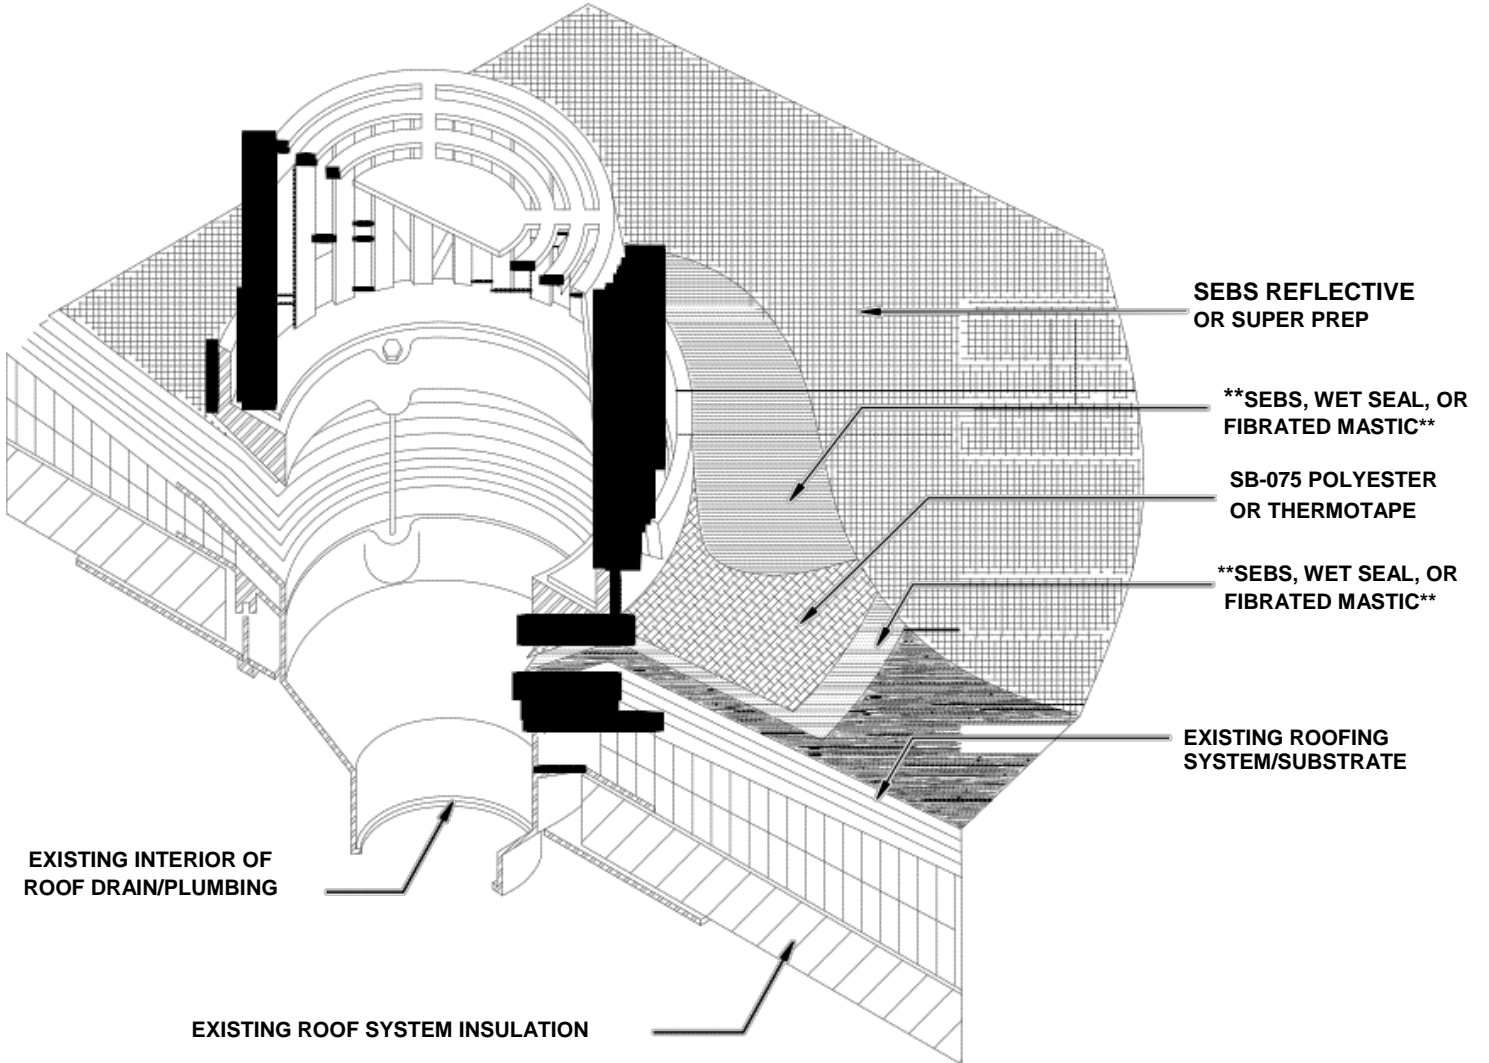 SEBS REFLECTIVE
OR SUPER PREP
**SEBS, WET SEAL, OR
FIBRATED MASTIC**
SB-075 POLYESTER
OR THERMOTAPE
**SEBS, WET SEAL, OR
FIBRATED MASTIC**
EXISTING ROOFING
SYSTEM/SUBSTRATE
EXISTING INTERIOR OF
ROOF DRAIN/PLUMBING
EXISTING ROOF SYSTEM INSULATION